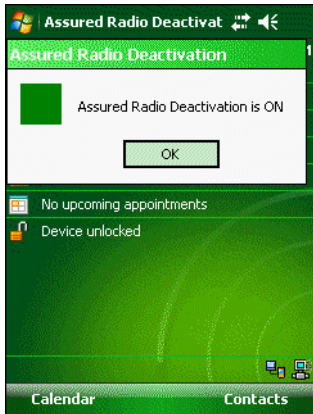 Assured Radio Deactivat
Assured Radio Deactivation
1
Assured Radio Deactivation is ON
OK
No upcoming appointments
Device unlocked
Calendar
Contacts